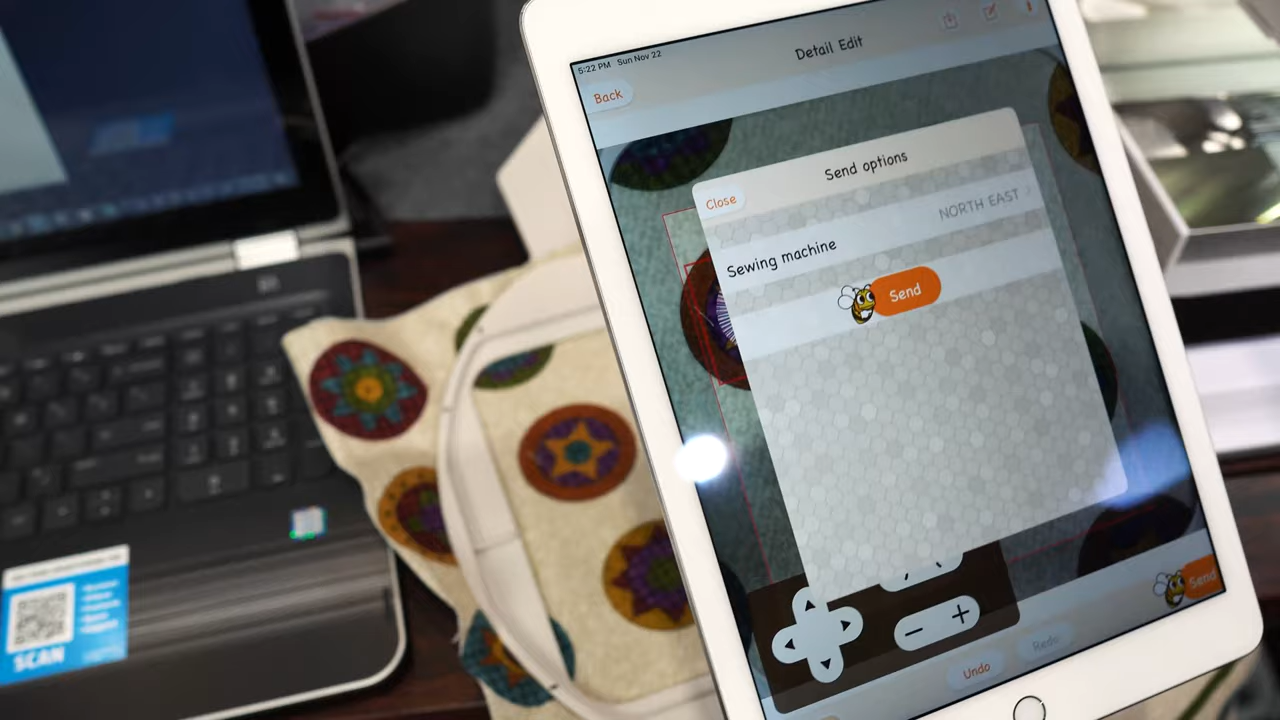 5:22 PM Sun Nov 22
Detail Edit
Back
Send options
Close
NORTH EAST
Sewing machine
Send
Send
Undo
Redo
SCAN